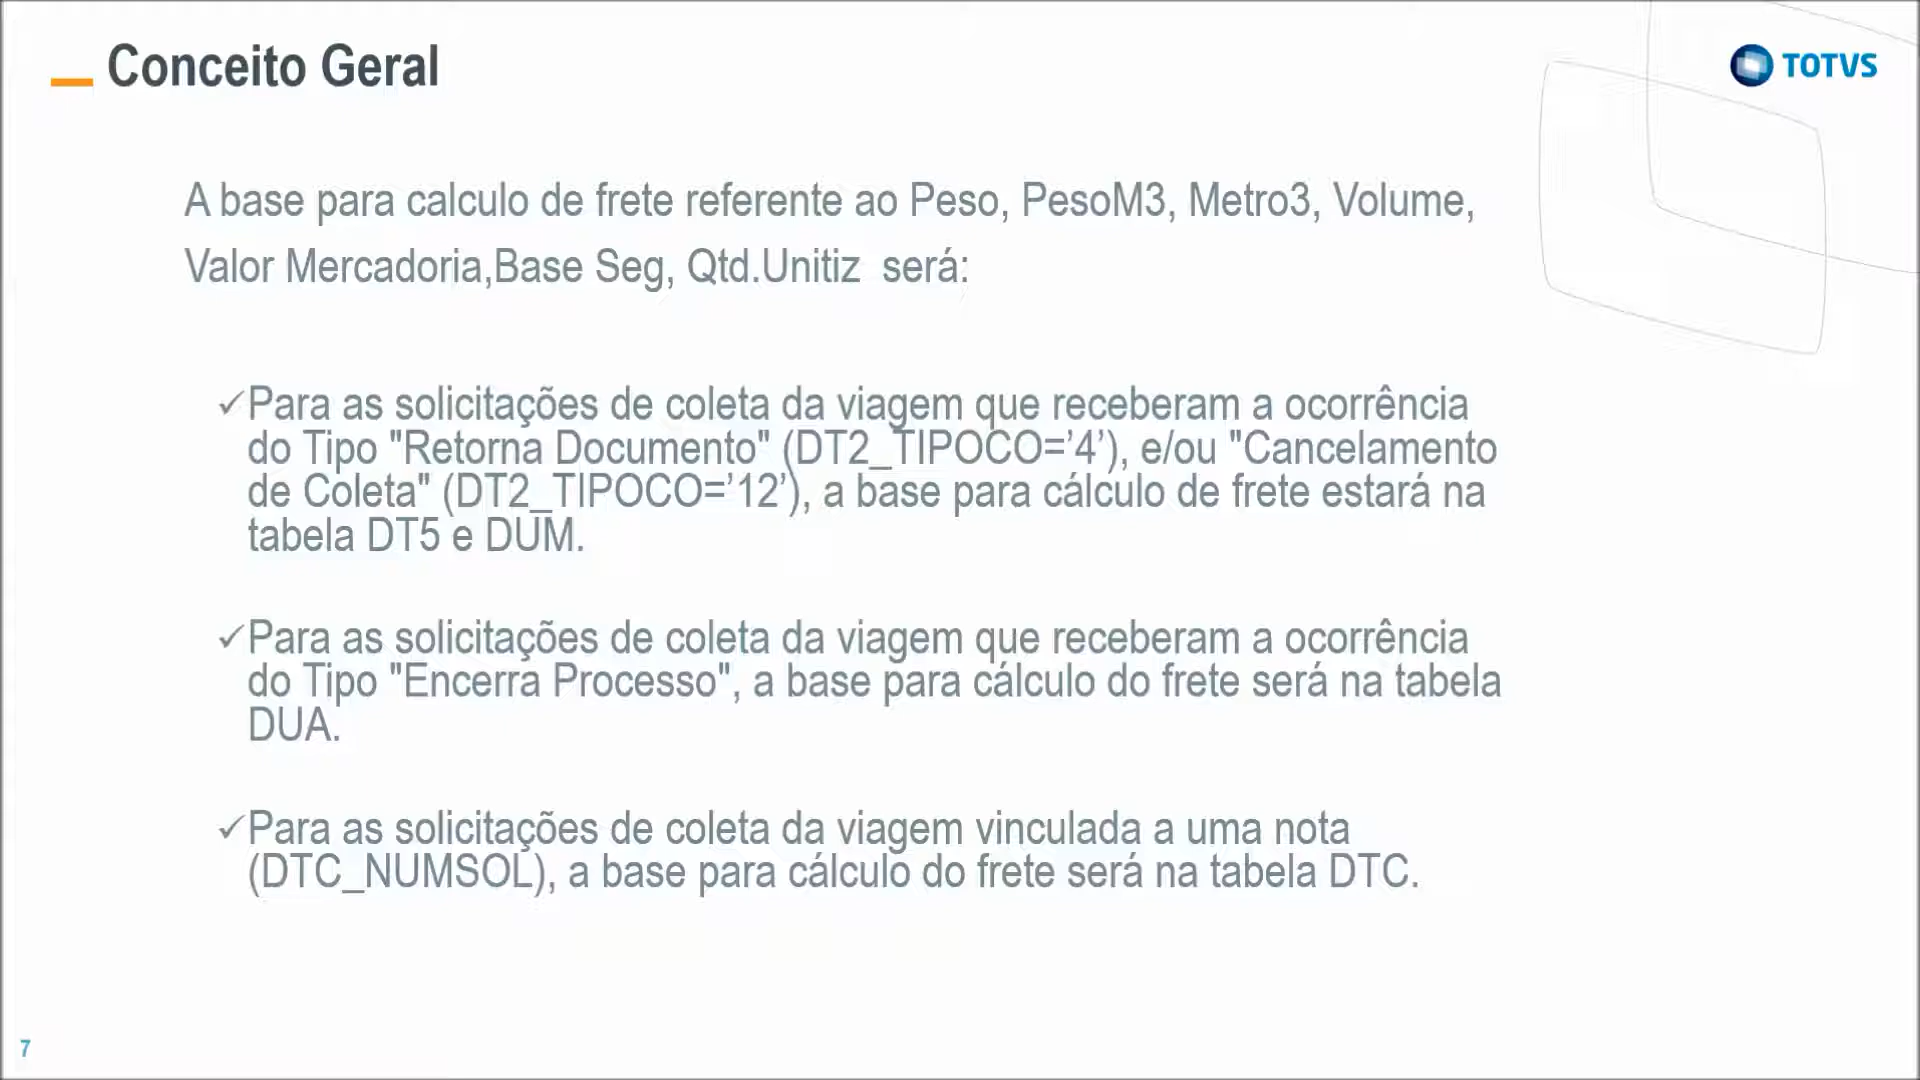 Conceito Geral
TOTVS
A base para calculo de frete referente ao Peso, PesoM3, Metro3, Volume,
Valor Mercadoria,Base Seg, Qtd.Unitiz  será:
✓Para as solicitações de coleta da viagem que receberam a ocorrência
do Tipo "Retorna Documento" (DT2_TIPOCO=’4’), e/ou "Cancelamento
de Coleta" (DT2_TIPOCO=’12’), a base para cálculo de frete estará na
tabela DT5 e DUM.
✓Para as solicitações de coleta da viagem que receberam a ocorrência
do Tipo "Encerra Processo", a base para cálculo do frete será na tabela
DUA.
✓Para as solicitações de coleta da viagem vinculada a uma nota
(DTC_NUMSOL), a base para cálculo do frete será na tabela DTC.
7